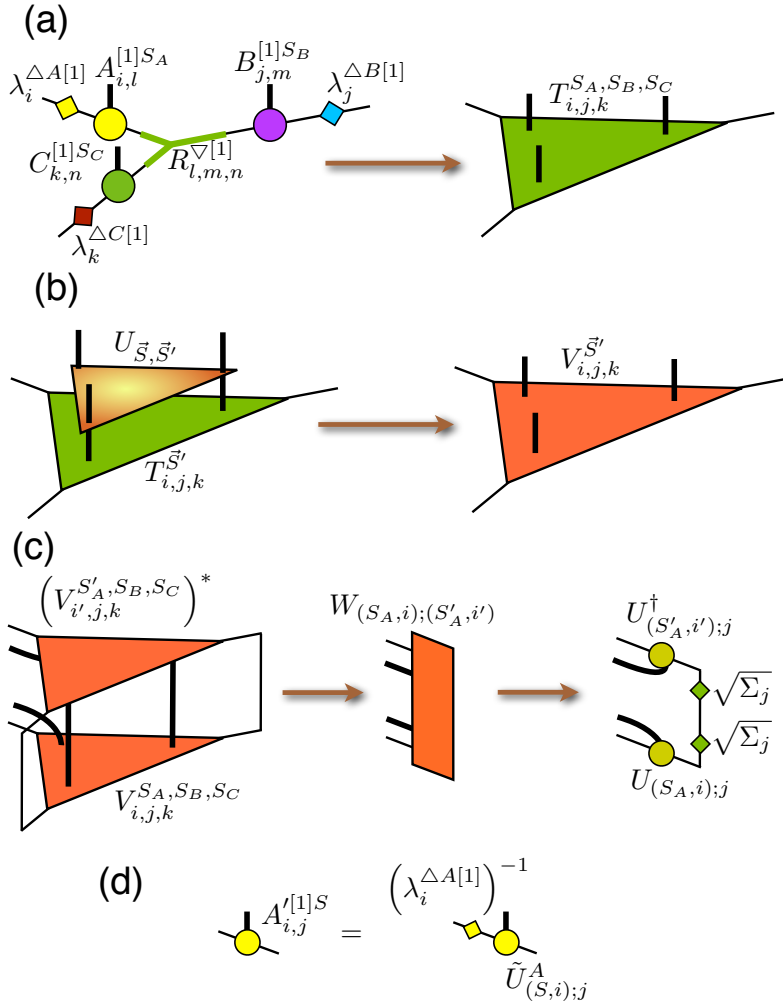 (a)
λ_i^{△A[1]} A_{i,l}^{[1]S_A} B_{j,m}^{[1]S_B} λ_j^{△B[1]} T_{i,j,k}^{S_A,S_B,S_C}
C_{k,n}^{[1]S_C} R_{l,m,n}^{▽[1]}
λ_k^{△C[1]}
(b)
U_{\vec{S},\vec{S}'} V_{i,j,k}^{\vec{S}'}
T_{i,j,k}^{\vec{S}'}
(c)
(V_{i',j,k}^{S'_A,S_B,S_C})^* W_{(S_A,i);(S'_A,i')} U^†_{(S'_A,i');j}
√Σ_j
√Σ_j
V_{i,j,k}^{S_A,S_B,S_C} U_{(S_A,i);j}
(d)
A'^{[1]S}_{i,j} = (λ_i^{△A[1]})^{-1}
Ũ^A_{(S,i);j}